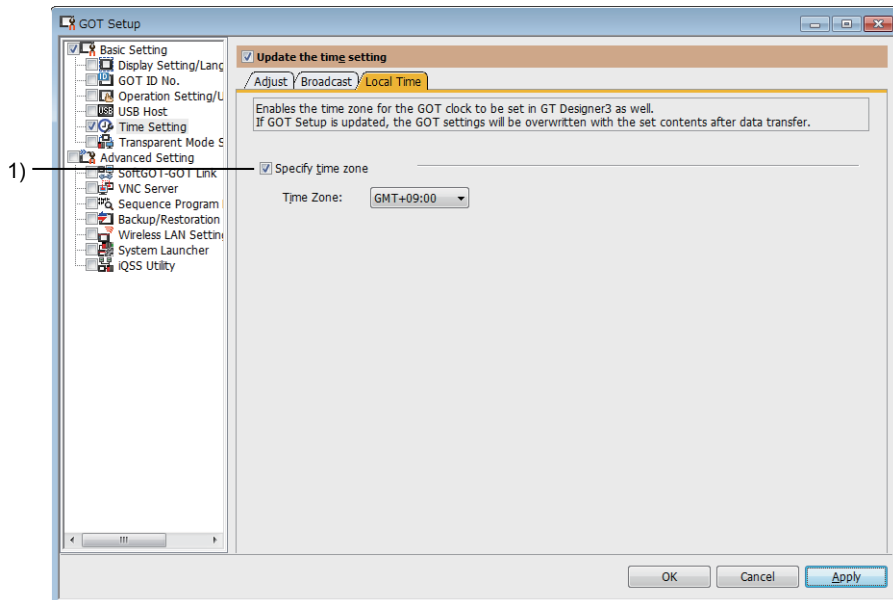 GOT Setup
Basic Setting
Display Setting/Lang
GOT ID No.
Operation Setting/U
USB Host
Time Setting
Transparent Mode S
Advanced Setting
SoftGOT-GOT Link
VNC Server
Sequence Program
Backup/Restoration
Wireless LAN Setting
System Launcher
iQSS Utility
Update the time setting
Adjust Broadcast Local Time
Enables the time zone for the GOT clock to be set in GT Designer3 as well.
If GOT Setup is updated, the GOT settings will be overwritten with the set contents after data transfer.
1)
Specify time zone
Time Zone: GMT+09:00
OK Cancel Apply